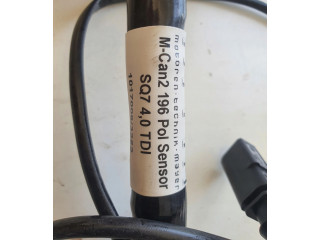 motoren-technik-mayer
M-Can2 196 Pol Sensor
SQ7 4,0 TDI